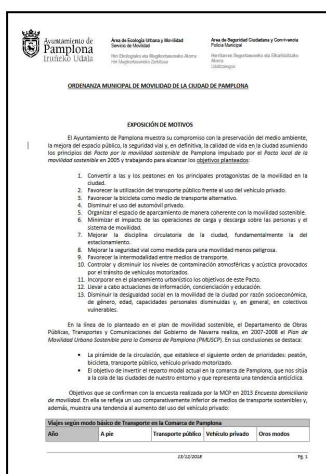 Ayuntamiento de
Pamplona
Iruñeko Udala
Área de Ecología Urbana y Movilidad
Servicio de Movilidad
Hiri Ekologiako eta Mugikortasuneko Alorra
Hiri Mugikortasuneko Zerbitzua
Área de Seguridad Ciudadana y Convivencia
Policía Municipal
Herritarren Segurtasuneko eta Elkarbizitzako
Alorra
Udaltzaingoa
ORDENANZA MUNICIPAL DE MOVILIDAD DE LA CIUDAD DE PAMPLONA
EXPOSICIÓN DE MOTIVOS
El Ayuntamiento de Pamplona muestra su compromiso con la preservación del medio ambiente,
la mejora del espacio público, la seguridad vial y, en definitiva, la calidad de vida en la ciudad asumiendo
los principios del Pacto por la movilidad sostenible de Pamplona impulsado por el Pacto local de la
movilidad sostenible en 2005 y trabajando para alcanzar los objetivos planteados:
1. Convertir a las y los peatones en los principales protagonistas de la movilidad en la
ciudad.
2. Favorecer la utilización del transporte público frente al uso del vehículo privado.
3. Favorecer la bicicleta como medio de transporte alternativo.
4. Disminuir el uso del automóvil privado.
5. Organizar el espacio de aparcamiento de manera coherente con la movilidad sostenible.
6. Minimizar el impacto de las operaciones de carga y descarga sobre las personas y el
sistema de movilidad.
7. Mejorar la disciplina circulatoria de la ciudad, fundamentalmente la del
estacionamiento.
8. Mejorar la seguridad vial como medida para una movilidad menos peligrosa.
9. Favorecer la intermodalidad entre medios de transporte.
10. Controlar y disminuir los niveles de contaminación atmosféricas y acústica provocados
por el tránsito de vehículos motorizados.
11. Incorporar en el planeamiento urbanístico los objetivos de este Pacto.
12. Llevar a cabo actuaciones de información, concienciación y educación.
13. Disminuir la desigualdad social en la movilidad de la ciudad por razón socioeconómica,
de género, edad, capacidades personales disminuidas y, en general, en colectivos
vulnerables.
En la línea de lo planteado en el plan de movilidad sostenible, el Departamento de Obras
Públicas, Transportes y Comunicaciones del Gobierno de Navarra realiza, en 2007-2008 el Plan de
Movilidad Urbana Sostenible para la Comarca de Pamplona (PMUSCP). En sus conclusiones se destaca:
• La pirámide de la circulación, que establece el siguiente orden de prioridades: peatón,
bicicleta, transporte público, vehículo privado motorizado.
• El objetivo de invertir el reparto modal actual en la comarca de Pamplona, que nos sitúa
a la cola de las ciudades de nuestro entorno y que representa una tendencia anticíclica.
Objetivos que se confirman con la encuesta realizada por la MCP en 2013 Encuesta domiciliaria
de movilidad. En ella se refleja un uso comparativamente inferior de medios de transporte sostenibles y,
además, muestra una tendencia al aumento del uso del vehículo privado:
Viajes según modo básico de Transporte en la Comarca de Pamplona
Año A pie Transporte público Vehículo privado Oros modos
13/12/2018
Pg. 1